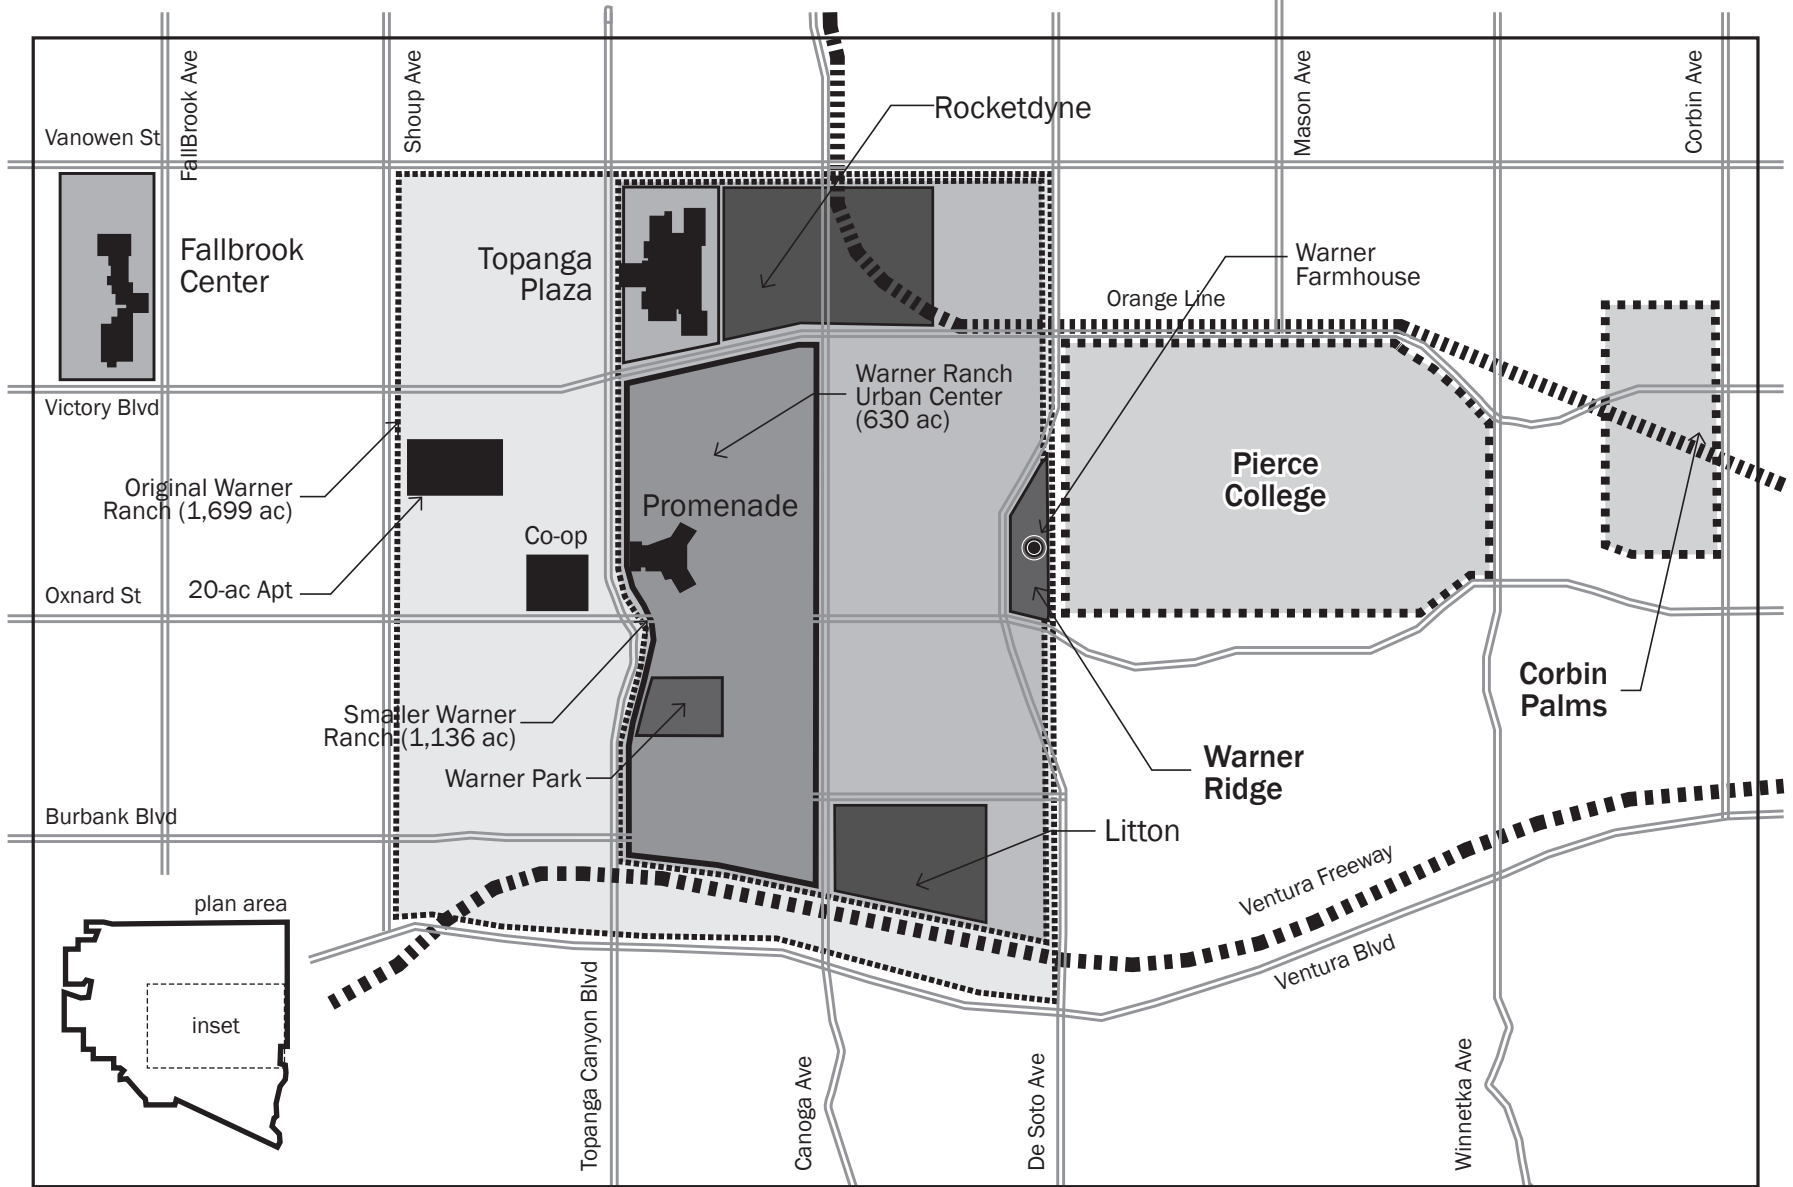 FallBrook Ave
Shoup Ave
Mason Ave
Corbin Ave
Vanowen St
Rocketdyne
Fallbrook
Center
Topanga
Plaza
Warner
Farmhouse
Orange Line
Warner Ranch
Urban Center
(630 ac)
Victory Blvd
Original Warner
Ranch (1,699 ac)
Promenade
Pierce
College
Co-op
20-ac Apt
Oxnard St
Smaller Warner
Ranch (1,136 ac)
Warner Park
Corbin
Palms
Warner
Ridge
Burbank Blvd
Litton
Ventura Freeway
Ventura Blvd
plan area
inset
Topanga Canyon Blvd
Canoga Ave
De Soto Ave
Winnetka Ave